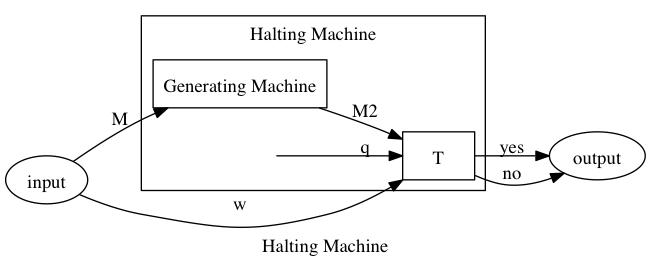 Halting Machine
Generating Machine
M
M2
q
T
yes
output
no
input
w
Halting Machine